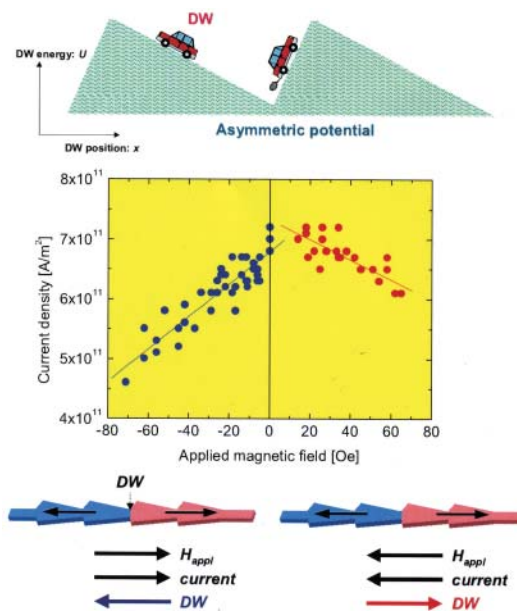 DW
DW energy: U
DW position: x
Asymmetric potential
8x10^11
7x10^11
6x10^11
5x10^11
4x10^11
Current density [A/m²]
-80 -60 -40 -20 0 20 40 60 80
Applied magnetic field [Oe]
DW
H_appl
current
DW
H_appl
current
DW